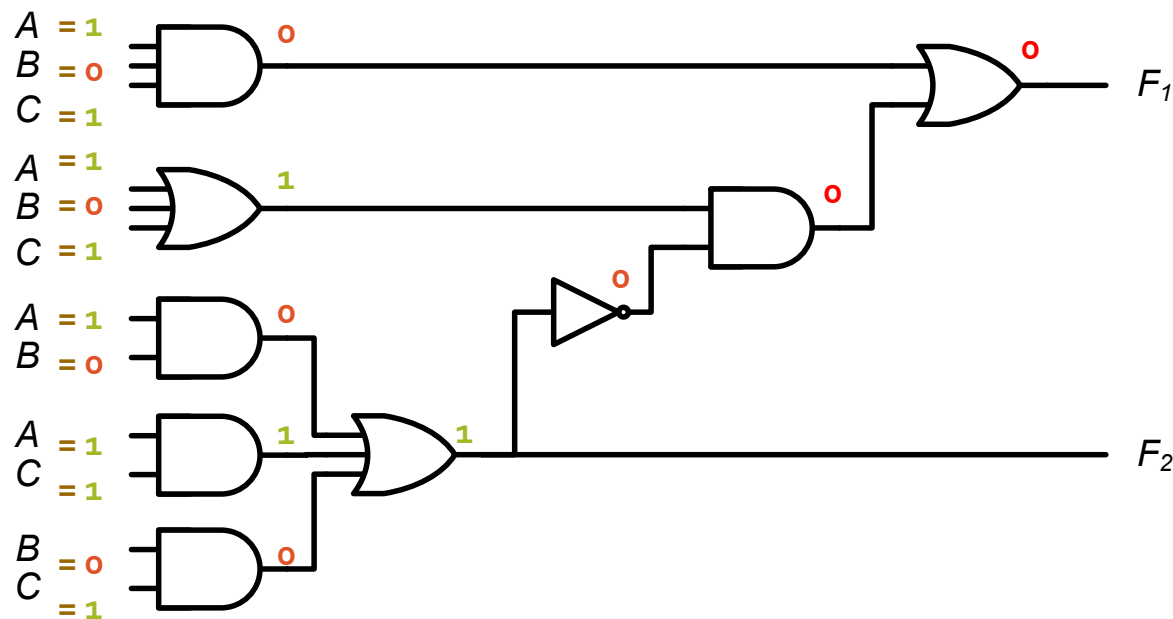 A = 1
0
0
B = 0
F1
C = 1
A = 1
1
B = 0
0
C = 1
0
A = 1
0
B = 0
A = 1
1
1
F2
C = 1
B = 0
0
C = 1